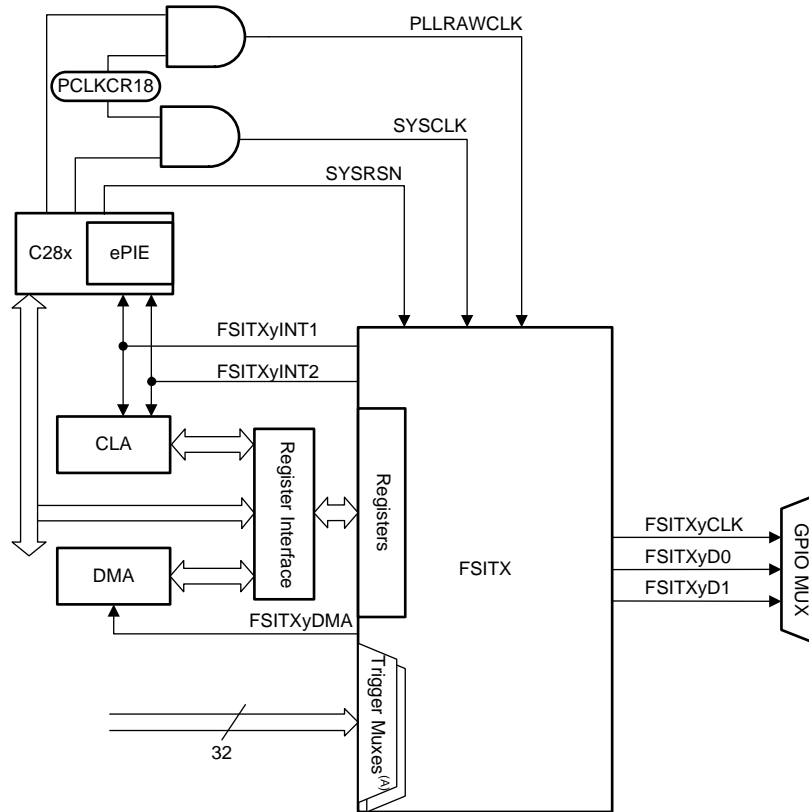 PLLRAWCLK
PCLKCR18
SYSCLK
SYSRSN
C28x
ePIE
FSITXyINT1
FSITXyINT2
CLA
Register Interface
Registers
FSITX
FSITXyCLK
FSITXyD0
FSITXyD1
GPIO MUX
DMA
FSITXyDMA
Trigger Muxes(A)
32